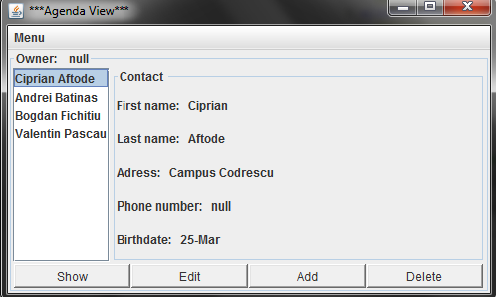 ***Agenda View***
Menu
Owner: null
Ciprian Aftode
Andrei Batinas
Bogdan Fichitiu
Valentin Pascau
Contact
First name: Ciprian
Last name: Aftode
Adress: Campus Codrescu
Phone number: null
Birthdate: 25-Mar
Show Edit Add Delete